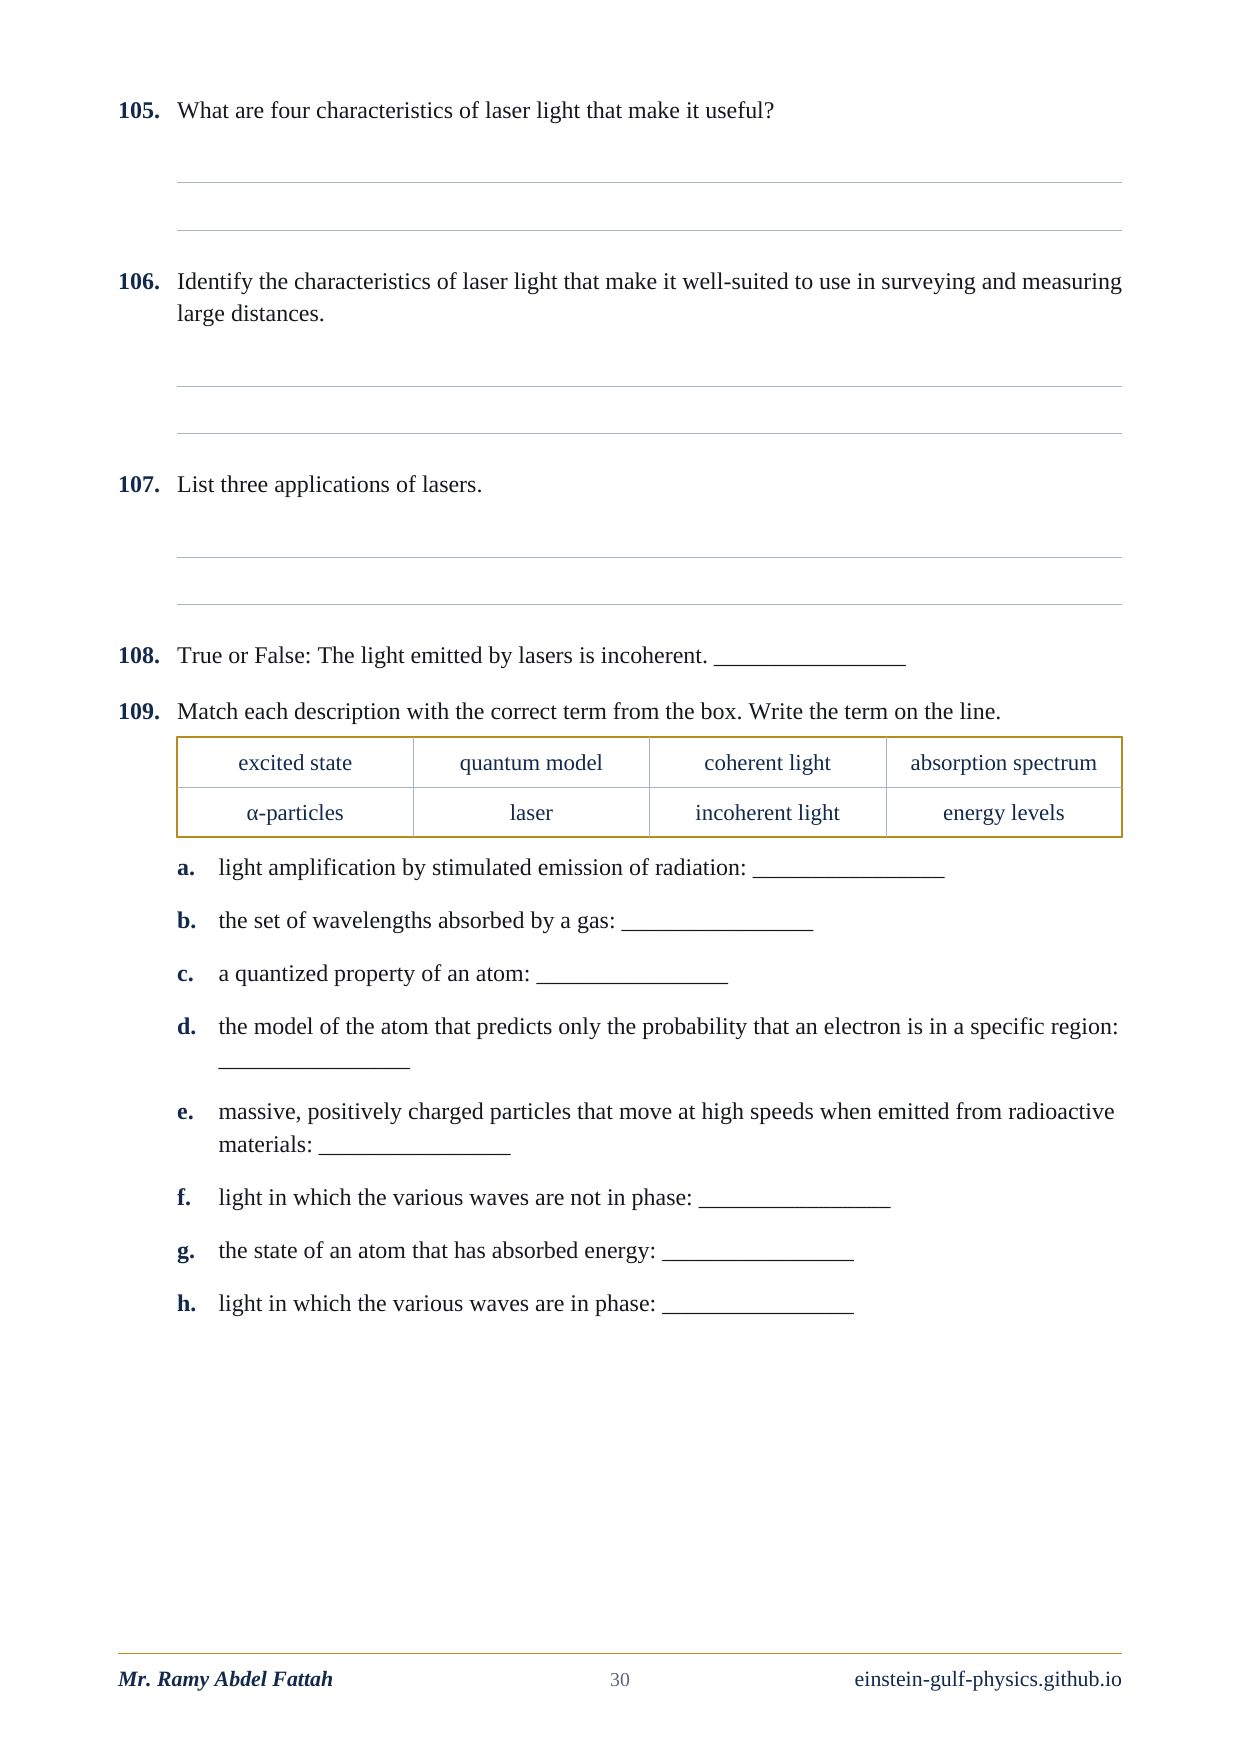 105. What are four characteristics of laser light that make it useful?
106. Identify the characteristics of laser light that make it well-suited to use in surveying and measuring
large distances.
107. List three applications of lasers.
108. True or False: The light emitted by lasers is incoherent. ________________
109. Match each description with the correct term from the box. Write the term on the line.
excited state quantum model coherent light absorption spectrum
α-particles laser incoherent light energy levels
a. light amplification by stimulated emission of radiation: ________________
b. the set of wavelengths absorbed by a gas: ________________
c. a quantized property of an atom: ________________
d. the model of the atom that predicts only the probability that an electron is in a specific region:
________________
e. massive, positively charged particles that move at high speeds when emitted from radioactive
materials: ________________
f. light in which the various waves are not in phase: ________________
g. the state of an atom that has absorbed energy: ________________
h. light in which the various waves are in phase: ________________
Mr. Ramy Abdel Fattah 30 einstein-gulf-physics.github.io